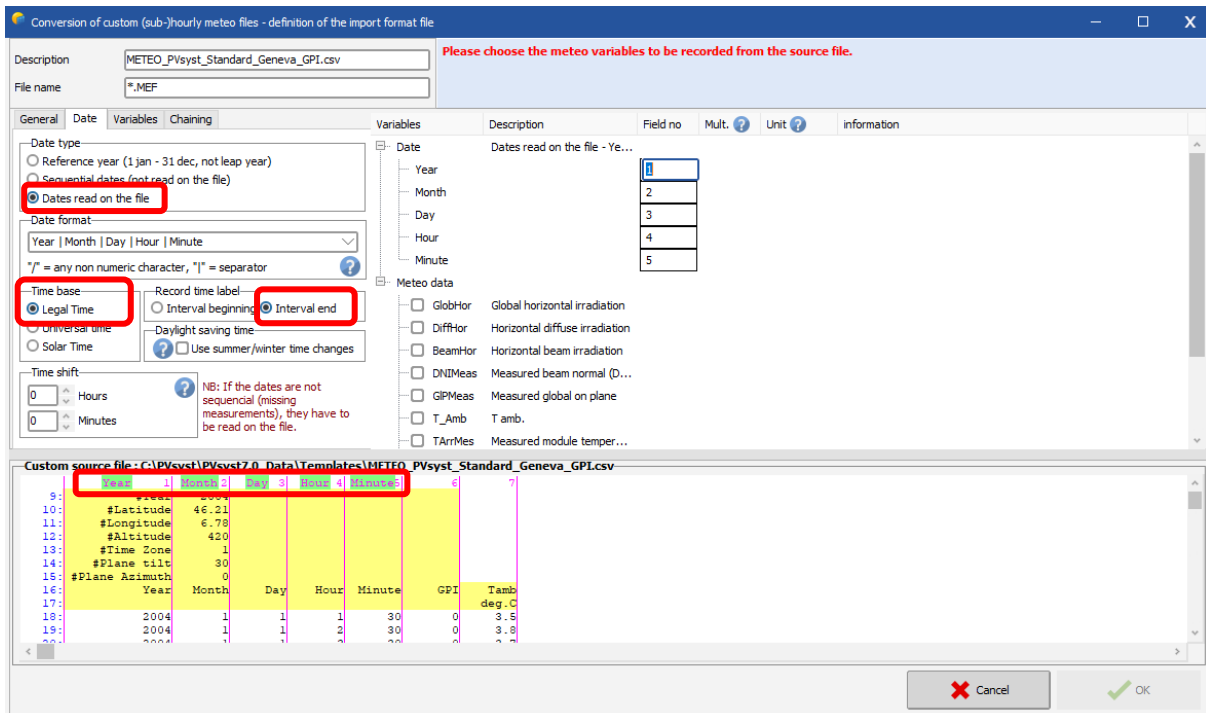 Conversion of custom (sub-)hourly meteo files - definition of the import format file
Description METEO_PVsyst_Standard_Geneva_GPI.csv
File name *.MEF
Please choose the meteo variables to be recorded from the source file.
General Date Variables Chaining
Date type
Reference year (1 jan - 31 dec, not leap year)
Sequential dates (not read on the file)
Dates read on the file
Date format
Year | Month | Day | Hour | Minute
"/" = any non numeric character, "|" = separator
Time base
Legal Time
Universal time
Solar Time
Record time label
Interval beginning Interval end
Daylight saving time
Use summer/winter time changes
Time shift
0 Hours
0 Minutes
NB: If the dates are not
sequencial (missing
measurements), they have to
be read on the file.
Variables Description Field no Mult. Unit information
Date Dates read on the file - Ye...
Year 1
Month 2
Day 3
Hour 4
Minute 5
Meteo data
GlobHor Global horizontal irradiation
DiffHor Horizontal diffuse irradiation
BeamHor Horizontal beam irradiation
DNIMeas Measured beam normal (D...
GlPMeas Measured global on plane
T_Amb T amb.
TArrMes Measured module temper...
Custom source file : C:\PVsyst\PVsyst7.0_Data\Templates\METEO_PVsyst_Standard_Geneva_GPI.csv
Year 1 Month 2 Day 3 Hour 4 Minute 5 6 7
9: #Year 2004
10: #Latitude 46.21
11: #Longitude 6.78
12: #Altitude 420
13: #Time Zone 1
14: #Plane tilt 30
15: #Plane Azimuth 0
16: Year Month Day Hour Minute GPI Tamb
17: deg.C
18: 2004 1 1 1 30 0 3.5
19: 2004 1 1 2 30 0 3.8
Cancel OK